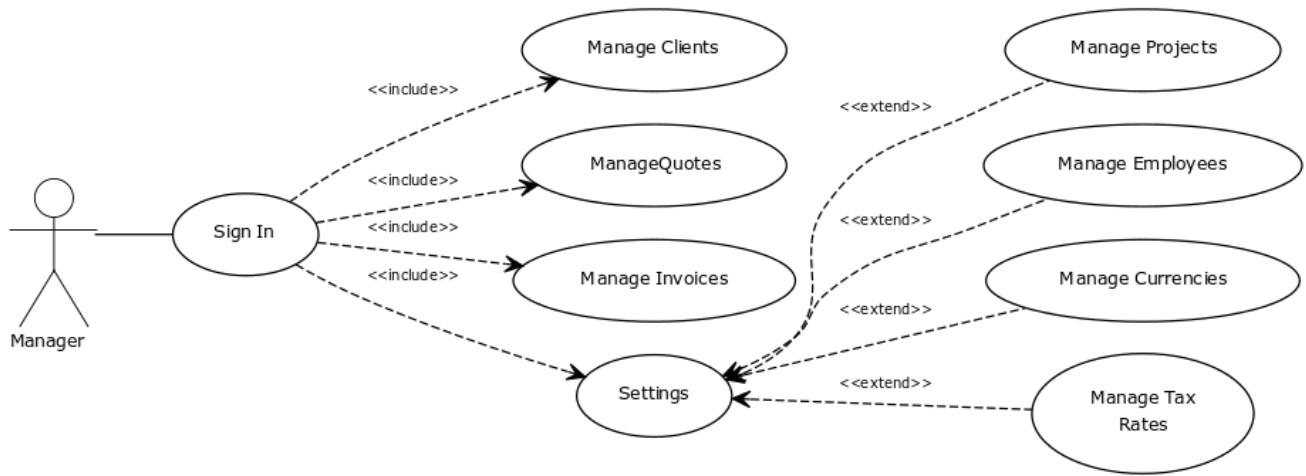 Manage Clients
Manage Projects
<<include>>
<<extend>>
ManageQuotes
Manage Employees
<<include>>
<<extend>>
Sign In
<<include>>
Manage Invoices
Manage Currencies
<<include>>
<<extend>>
Manager
Settings
<<extend>>
Manage Tax
Rates